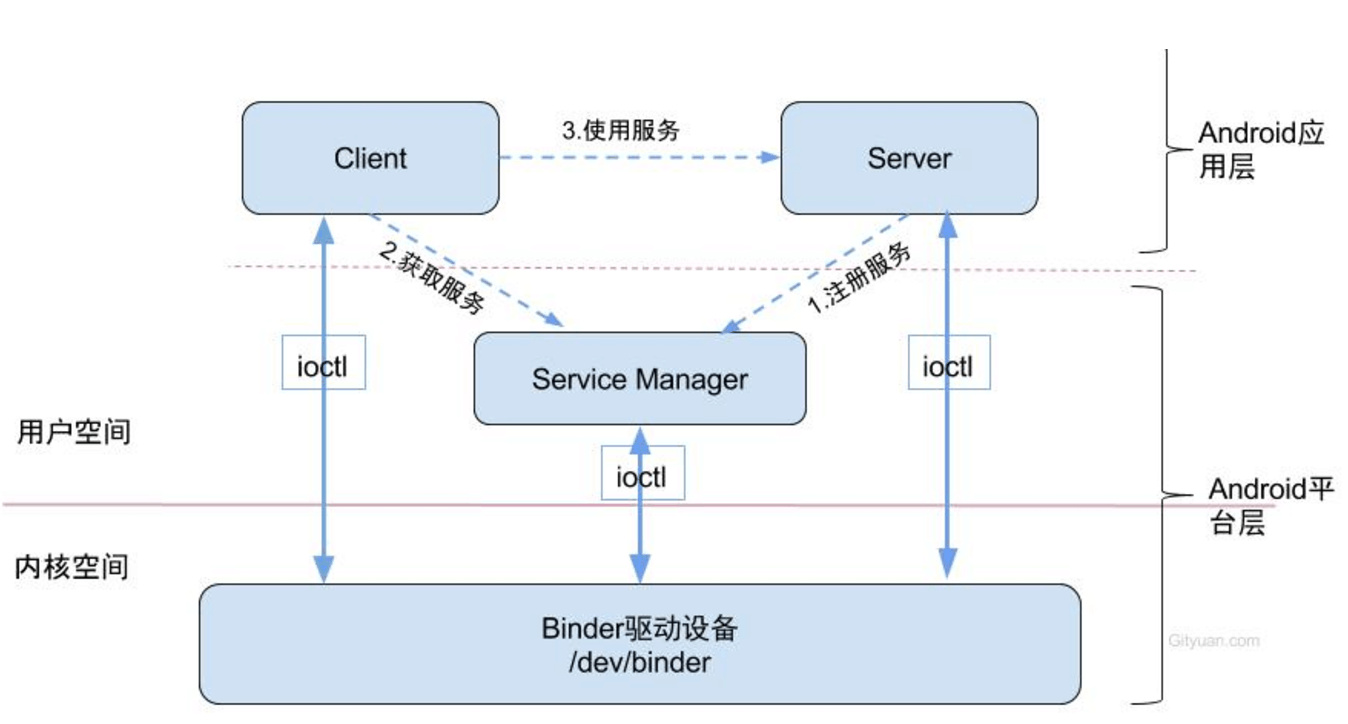 3.使用服务
Client
Server
Android应
用层
2.获取服务
1.注册服务
ioctl
Service Manager
ioctl
用户空间
ioctl
Android平
台层
内核空间
Binder驱动设备
/dev/binder
Gityuan.com